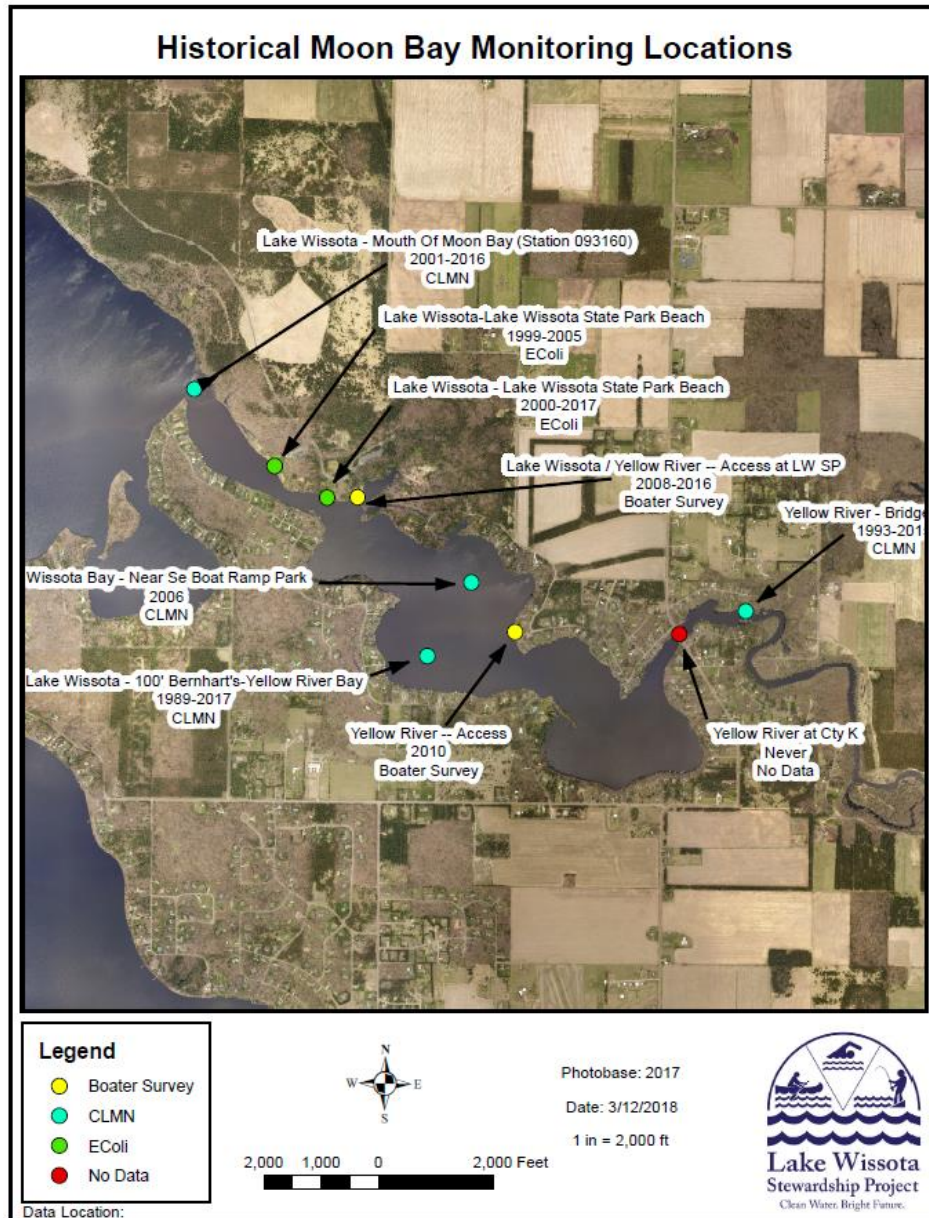 Historical Moon Bay Monitoring Locations
Lake Wissota - Mouth Of Moon Bay (Station 093160)
2001-2016
CLMN
Lake Wissota-Lake Wissota State Park Beach
1999-2005
EColi
Lake Wissota - Lake Wissota State Park Beach
2000-2017
EColi
Lake Wissota / Yellow River -- Access at LW SP
2008-2016
Boater Survey
Yellow River - Bridge
CLMN
Wissota Bay - Near Se Boat Ramp Park
2006
CLMN
Lake Wissota - 100' Bernhart's-Yellow River Bay
1989-2017
CLMN
Yellow River -- Access
2010
Boater Survey
Yellow River at Cty K
Never
No Data
Legend
Boater Survey
CLMN
EColi
No Data
N
W E
S
2,000 1,000 0 2,000 Feet
Photobase: 2017
Date: 3/12/2018
1 in = 2,000 ft
Lake Wissota
Stewardship Project
Clean Water. Bright Future.
Data Location: